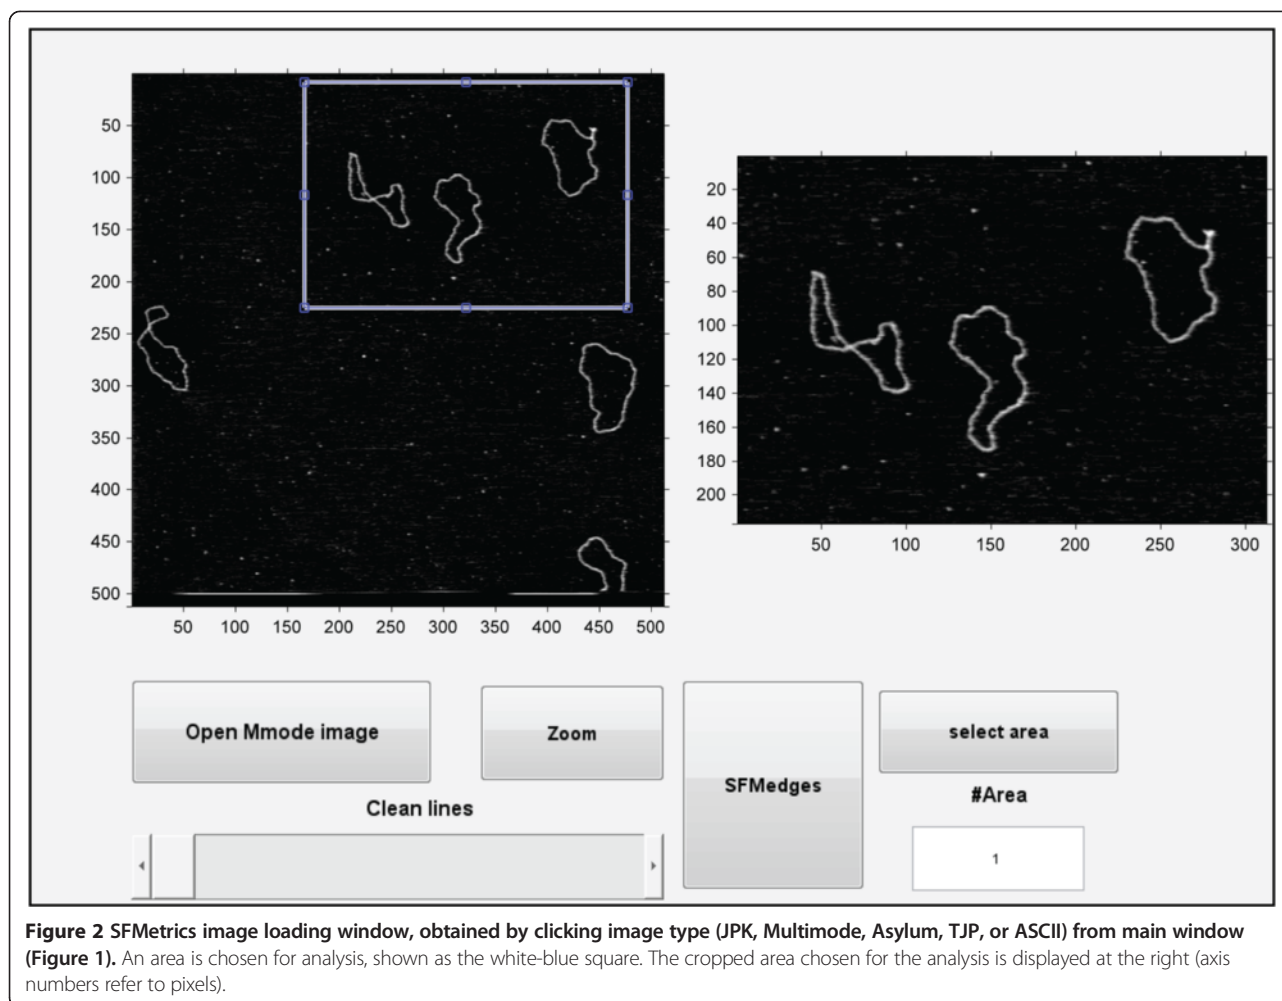 50
100
150
200
250
300
350
400
450
500
50 100 150 200 250 300 350 400 450 500
20
40
60
80
100
120
140
160
180
200
50 100 150 200 250 300
Open Mmode image
Zoom
SFMedges
select area
#Area
Clean lines
1
Figure 2 SFMetrics image loading window, obtained by clicking image type (JPK, Multimode, Asylum, TJP, or ASCII) from main window
(Figure 1). An area is chosen for analysis, shown as the white-blue square. The cropped area chosen for the analysis is displayed at the right (axis
numbers refer to pixels).